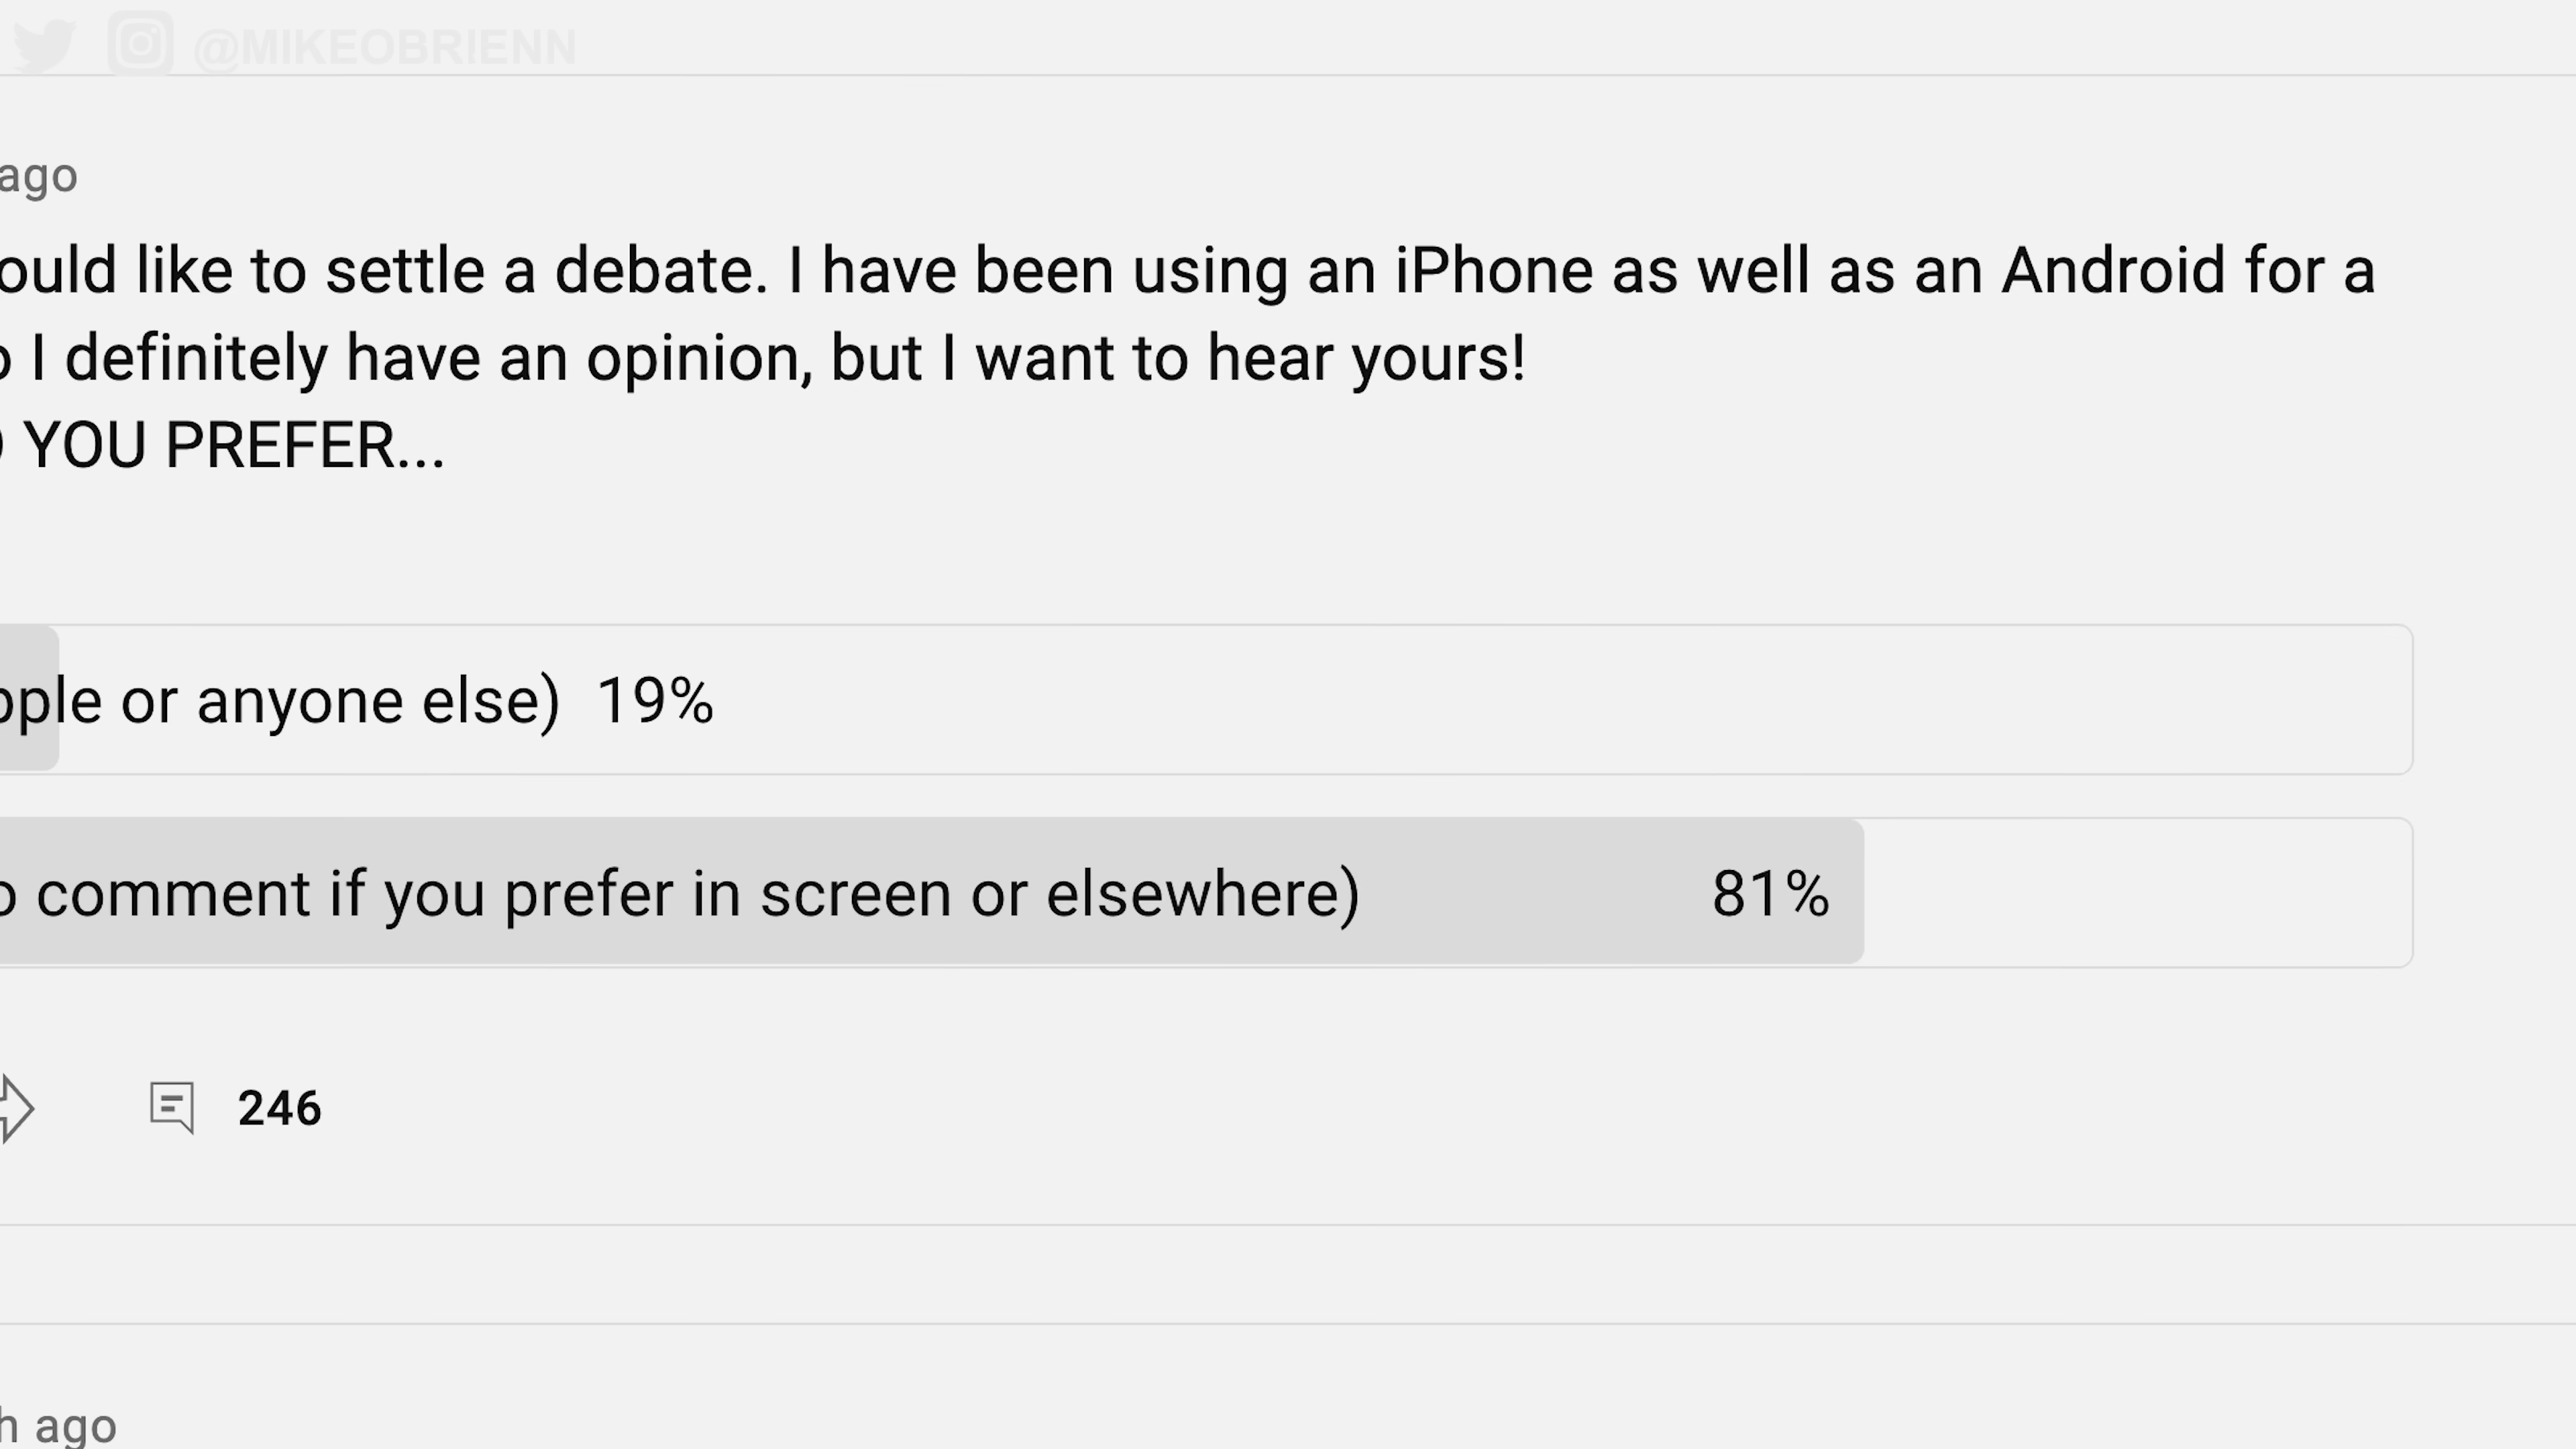 @MIKEOBRIENN
ago
ould like to settle a debate. I have been using an iPhone as well as an Android for a
o I definitely have an opinion, but I want to hear yours!
YOU PREFER...
pple or anyone else) 19%
o comment if you prefer in screen or elsewhere) 81%
246
h ago